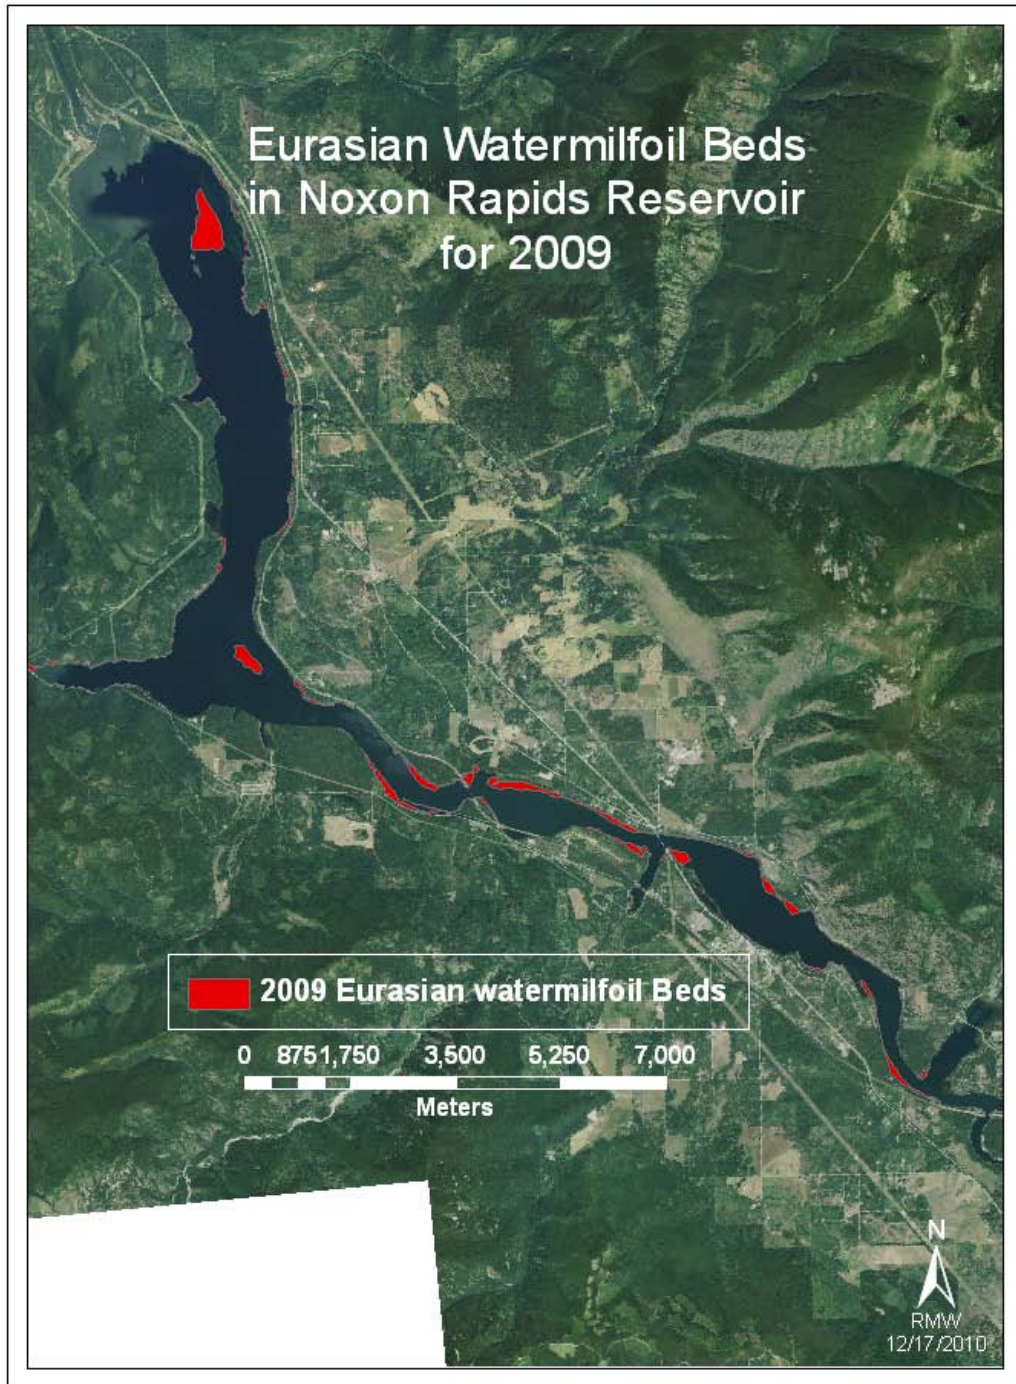 Eurasian Watermilfoil Beds
in Noxon Rapids Reservoir
for 2009
2009 Eurasian watermilfoil Beds
0 875 1,750 3,500 5,250 7,000
Meters
N
RMW
12/17/2010